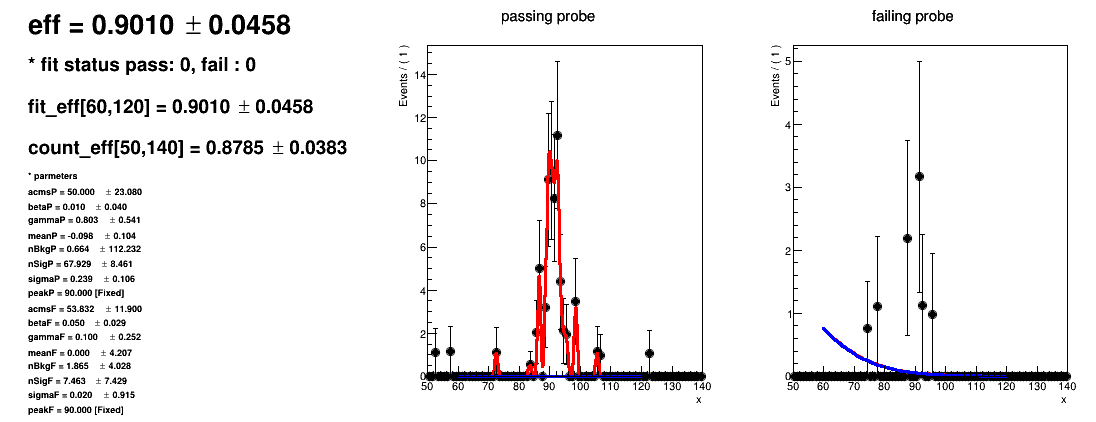 eff = 0.9010 ± 0.0458
* fit status pass: 0, fail : 0
fit_eff[60,120] = 0.9010 ± 0.0458
count_eff[50,140] = 0.8785 ± 0.0383
* parmeters
acmsP = 50.000 ± 23.080
betaP = 0.010 ± 0.040
gammaP = 0.803 ± 0.541
meanP = -0.098 ± 0.104
nBkgP = 0.664 ± 112.232
nSigP = 67.929 ± 8.461
sigmaP = 0.239 ± 0.106
peakP = 90.000 [Fixed]
acmsF = 53.832 ± 11.900
betaF = 0.050 ± 0.029
gammaF = 0.100 ± 0.252
meanF = 0.000 ± 4.207
nBkgF = 1.865 ± 4.028
nSigF = 7.463 ± 7.429
sigmaF = 0.020 ± 0.915
peakF = 90.000 [Fixed]
passing probe
Events / ( 1 )
14
12
10
8
6
4
2
0
50 60 70 80 90 100 110 120 130 140
x
failing probe
Events / ( 1 )
5
4
3
2
1
0
50 60 70 80 90 100 110 120 130 140
x